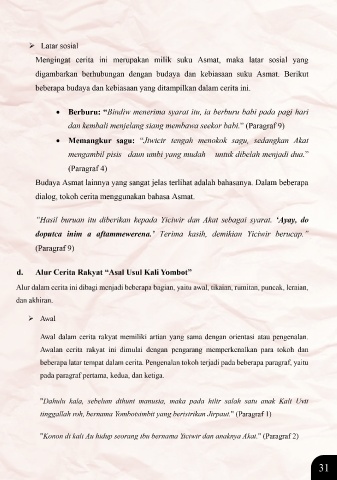 ➢ Latar sosial
Mengingat cerita ini merupakan milik suku Asmat, maka latar sosial yang
digambarkan berhubungan dengan budaya dan kebiasaan suku Asmat. Berikut
beberapa budaya dan kebiasaan yang ditampilkan dalam cerita ini.
• Berburu: “Bindiw menerima syarat itu, ia berburu babi pada pagi hari
dan kembali menjelang siang membawa seekor babi.” (Paragraf 9)
• Memangkur sagu: “Jiwicir tengah menokok sagu, sedangkan Akat
mengambil pisis daun umbi yang mudah untuk dibelah menjadi dua.”
(Paragraf 4)
Budaya Asmat lainnya yang sangat jelas terlihat adalah bahasanya. Dalam beberapa
dialog, tokoh cerita menggunakan bahasa Asmat.
"Hasil buruan itu diberikan kepada Yiciwir dan Akat sebagai syarat. ‘Ayay, do
doputca inim a aftammewerena.’ Terima kasih, demikian Yiciwir berucap.”
(Paragraf 9)
d. Alur Cerita Rakyat “Asal Usul Kali Yombot”
Alur dalam cerita ini dibagi menjadi beberapa bagian, yaitu awal, tikaian, rumitan, puncak, leraian,
dan akhiran.
➢ Awal
Awal dalam cerita rakyat memiliki artian yang sama dengan orientasi atau pengenalan.
Awalan cerita rakyat ini dimulai dengan pengarang memperkenalkan para tokoh dan
beberapa latar tempat dalam cerita. Pengenalan tokoh terjadi pada beberapa paragraf, yaitu
pada paragraf pertama, kedua, dan ketiga.
"Dahulu kala, sebelum dihuni manusia, maka pada hilir salah satu anak Kali Uwit
tinggallah roh, bernama Yombotsimbit yang beristrikan Jirpaut." (Paragraf 1)
"Konon di kali Au hidup seorang ibu bernama Yiciwir dan anaknya Akat." (Paragraf 2)
31